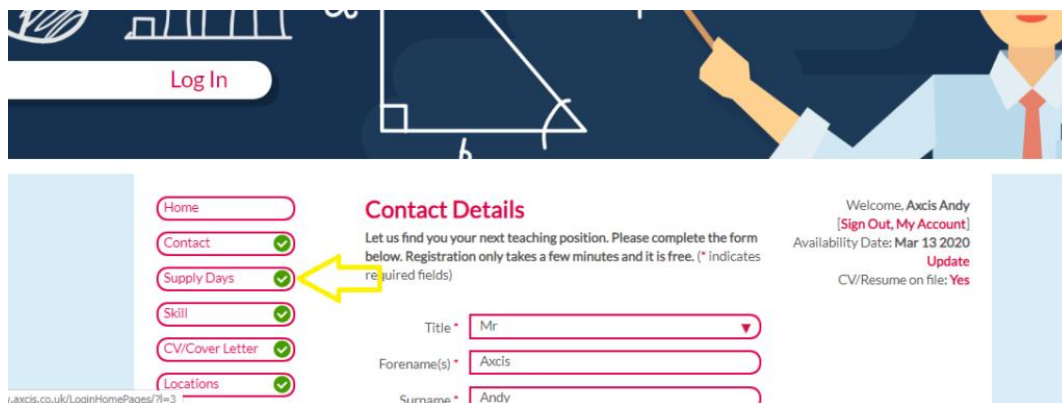 Log In
b
Home
Contact
Supply Days
Skill
CV/Cover Letter
Locations
Contact Details
Let us find you your next teaching position. Please complete the form
below. Registration only takes a few minutes and it is free. (* indicates
required fields)
Title * Mr
Forename(s) * Axcis
Surname * Andy
Welcome, Axcis Andy
[Sign Out, My Account]
Availability Date: Mar 13 2020
Update
CV/Resume on file: Yes
.axcis.co.uk/LoginHomePages/?l=3